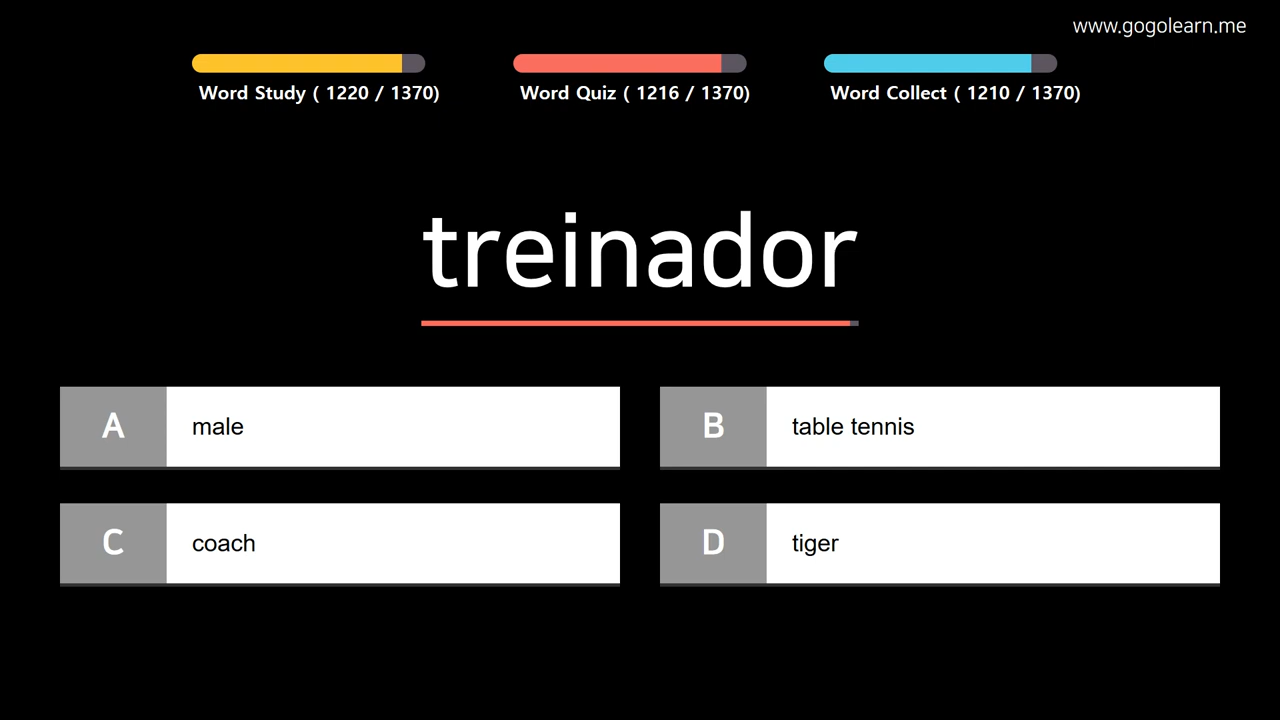 www.gogolearn.me
Word Study ( 1220 / 1370)
Word Quiz ( 1216 / 1370)
Word Collect ( 1210 / 1370)
treinador
A male
B table tennis
C coach
D tiger